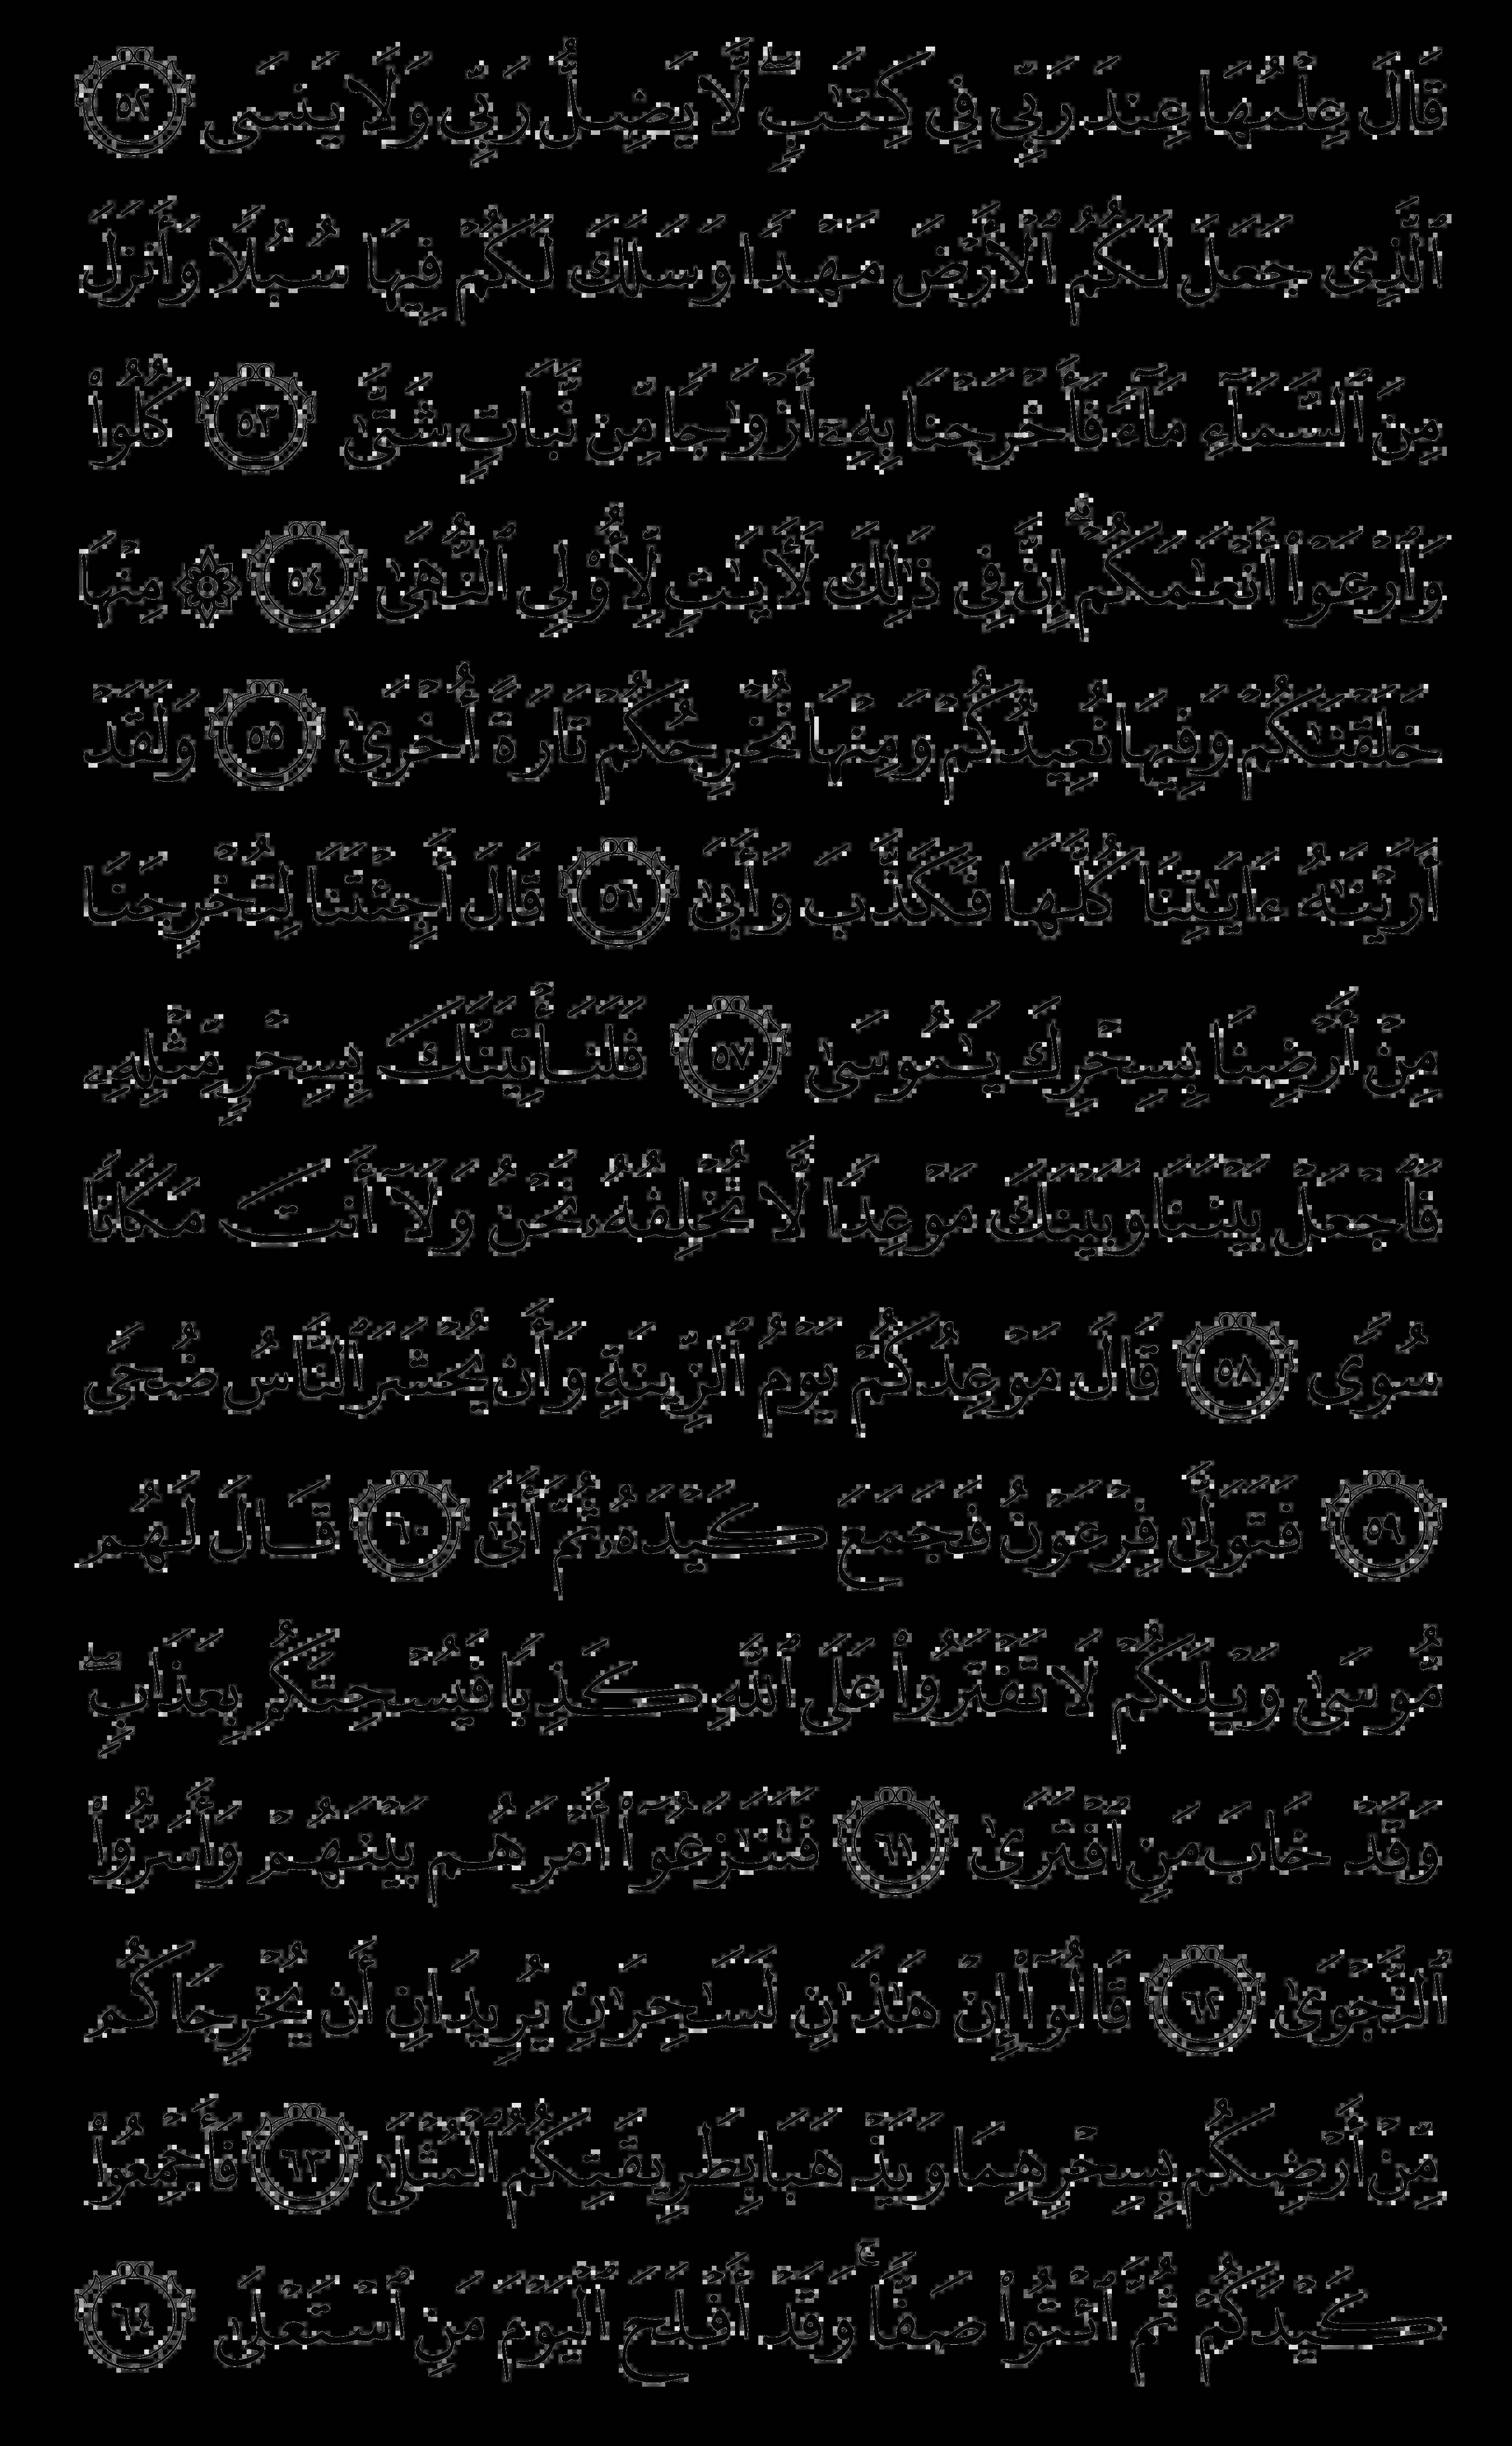 قَالَ عِلْمُهَا عِندَ رَبِّي فِي كِتَٰبٍۖ لَّا يَضِلُّ رَبِّي وَلَا يَنسَى ٥٢
ٱلَّذِى جَعَلَ لَكُمُ ٱلْأَرْضَ مَهْدًا وَسَلَكَ لَكُمْ فِيهَا سُبُلًا وَأَنزَلَ
مِنَ ٱلسَّمَآءِ مَآءً فَأَخْرَجْنَا بِهِۦٓ أَزْوَٰجًا مِّن نَّبَاتٍ شَتَّىٰ ٥٣ كُلُوا۟
وَٱرْعَوْا۟ أَنْعَٰمَكُمْۗ إِنَّ فِي ذَٰلِكَ لَأٓيَٰتٍ لِّأُو۟لِي ٱلنُّهَىٰ ٥٤ ۞ مِنْهَا
خَلَقْنَٰكُمْ وَفِيهَا نُعِيدُكُمْ وَمِنْهَا نُخْرِجُكُمْ تَارَةً أُخْرَىٰ ٥٥ وَلَقَدْ
أَرَيْنَٰهُ ءَايَٰتِنَا كُلَّهَا فَكَذَّبَ وَأَبَىٰ ٥٦ قَالَ أَجِئْتَنَا لِتُخْرِجَنَا
مِنْ أَرْضِنَا بِسِحْرِكَ يَٰمُوسَىٰ ٥٧ فَلَنَأْتِيَنَّكَ بِسِحْرٍ مِّثْلِهِۦ
فَٱجْعَلْ بَيْنَنَا وَبَيْنَكَ مَوْعِدًا لَّا نُخْلِفُهُۥ نَحْنُ وَلَآ أَنتَ مَكَانًا
سُوًى ٥٨ قَالَ مَوْعِدُكُمْ يَوْمُ ٱلزِّينَةِ وَأَن يُحْشَرَ ٱلنَّاسُ ضُحًى
٥٩ فَتَوَلَّىٰ فِرْعَوْنُ فَجَمَعَ كَيْدَهُۥ ثُمَّ أَتَىٰ ٦٠ قَالَ لَهُم
مُّوسَىٰ وَيْلَكُمْ لَا تَفْتَرُوا۟ عَلَى ٱللَّهِ كَذِبًا فَيُسْحِتَكُم بِعَذَابٍۖ
وَقَدْ خَابَ مَنِ ٱفْتَرَىٰ ٦١ فَتَنَٰزَعُوٓا۟ أَمْرَهُم بَيْنَهُمْ وَأَسَرُّوا۟
ٱلنَّجْوَىٰ ٦٢ قَالُوٓا۟ إِنْ هَٰذَٰنِ لَسَٰحِرَٰنِ يُرِيدَانِ أَن يُخْرِجَاكُم
مِّنْ أَرْضِكُم بِسِحْرِهِمَا وَيَذْهَبَا بِطَرِيقَتِكُمُ ٱلْمُثْلَىٰ ٦٣ فَأَجْمِعُوا۟
كَيْدَكُمْ ثُمَّ ٱئْتُوا۟ صَفًّاۚ وَقَدْ أَفْلَحَ ٱلْيَوْمَ مَنِ ٱسْتَعْلَىٰ ٦٤